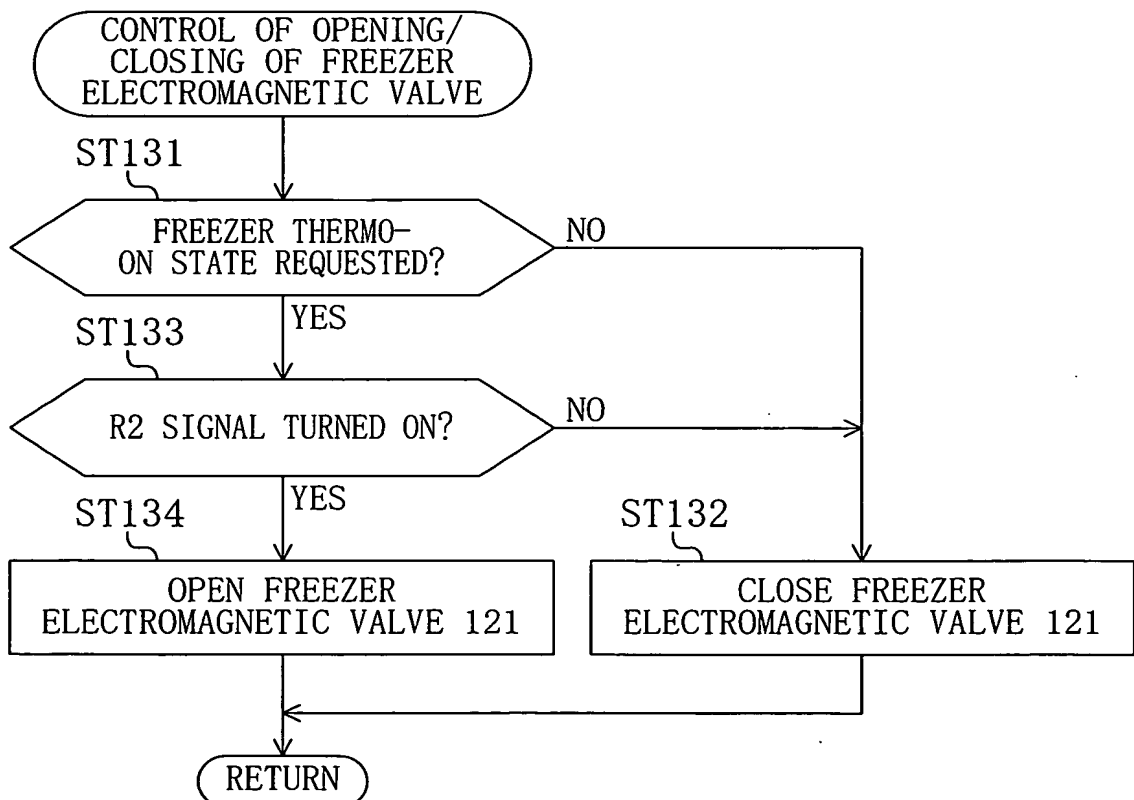 CONTROL OF OPENING/
CLOSING OF FREEZER
ELECTROMAGNETIC VALVE
ST131
FREEZER THERMO-
ON STATE REQUESTED?
NO
YES
ST133
R2 SIGNAL TURNED ON?
NO
YES
ST134
OPEN FREEZER
ELECTROMAGNETIC VALVE 121
ST132
CLOSE FREEZER
ELECTROMAGNETIC VALVE 121
RETURN